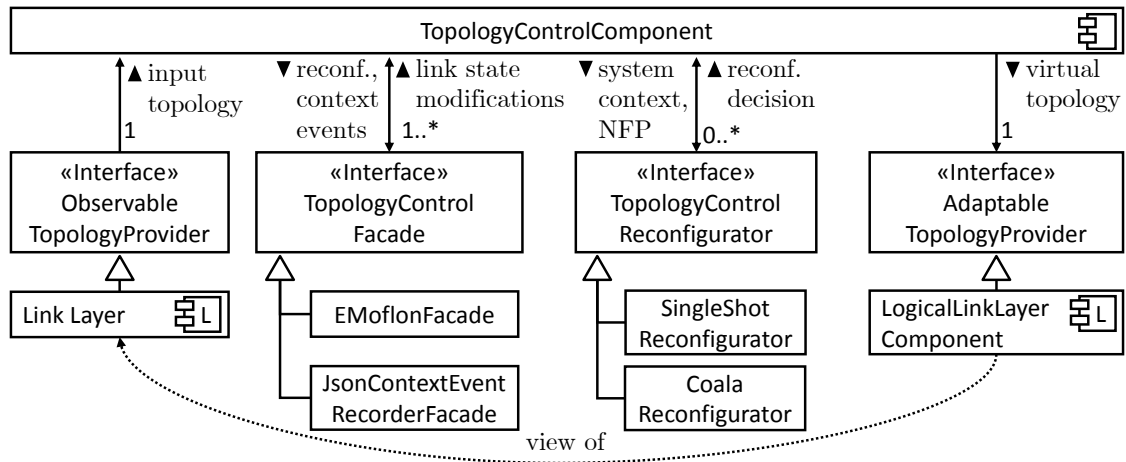 TopologyControlComponent
▲ input
topology
1
▼ reconf.,
context
events
▲ link state
modifications
1..*
▼ system
context,
NFP
▲ reconf.
decision
0..*
▼ virtual
topology
1
«Interface»
Observable
TopologyProvider
«Interface»
TopologyControl
Facade
«Interface»
TopologyControl
Reconfigurator
«Interface»
Adaptable
TopologyProvider
Link Layer
L
EMoflonFacade
JsonContextEvent
RecorderFacade
SingleShot
Reconfigurator
Coala
Reconfigurator
LogicalLinkLayer
Component
L
view of